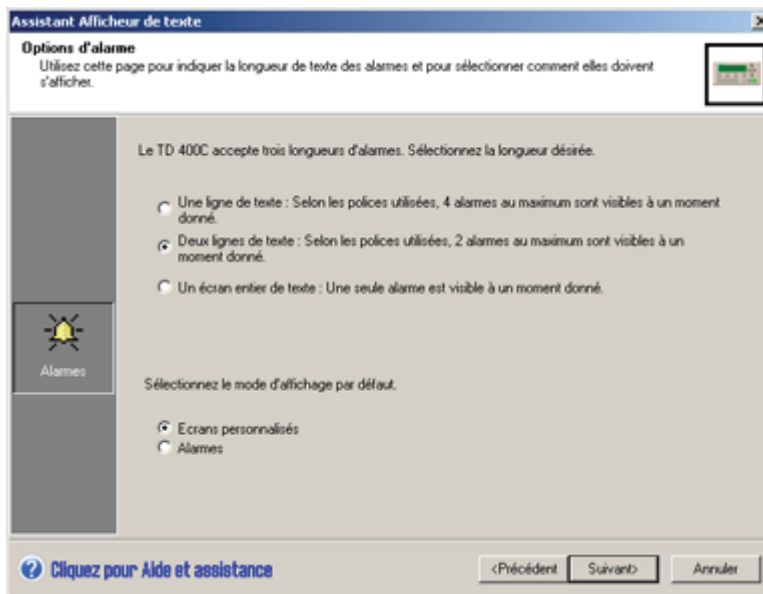 Assistant Afficheur de texte
Options d'alarme
Utilisez cette page pour indiquer la longueur de texte des alarmes et pour sélectionner comment elles doivent
s'afficher.
Le TD 400C accepte trois longueurs d'alarmes. Sélectionnez la longueur désirée.
Une ligne de texte : Selon les polices utilisées, 4 alarmes au maximum sont visibles à un moment
donné.
Deux lignes de texte : Selon les polices utilisées, 2 alarmes au maximum sont visibles à un
moment donné.
Un écran entier de texte : Une seule alarme est visible à un moment donné.
Alarmes
Sélectionnez le mode d'affichage par défaut.
Ecrans personnalisés
Alarmes
Cliquez pour Aide et assistance
<Précédent
Suivant>
Annuler